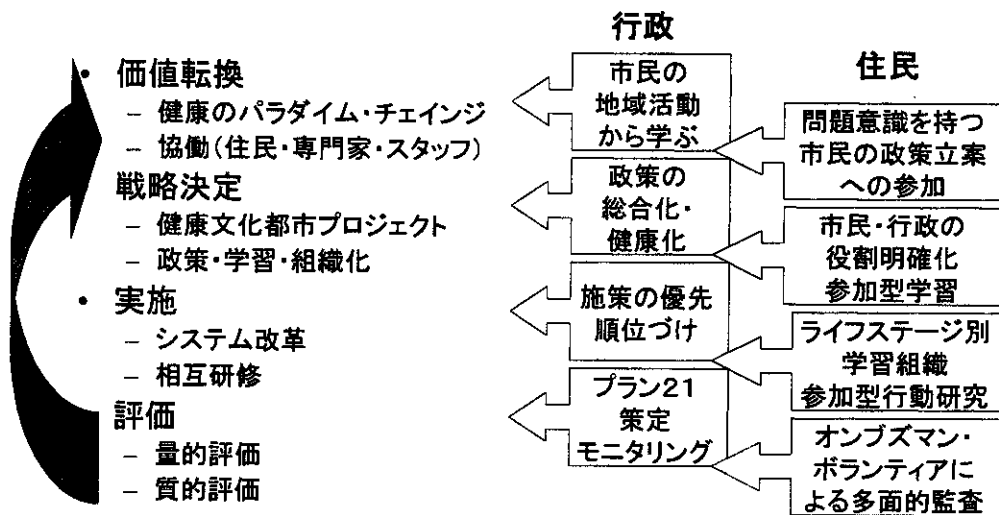 ・ 価値転換
– 健康のパラダイム・チェインジ
– 協働(住民・専門家・スタッフ)
戦略決定
– 健康文化都市プロジェクト
– 政策・学習・組織化
・ 実施
– システム改革
– 相互研修
評価
– 量的評価
– 質的評価
行政
市民の
地域活動
から学ぶ
政策の
総合化・
健康化
施策の優先
順位づけ
プラン21
策定
モニタリング
住民
問題意識を持つ
市民の政策立案
への参加
市民・行政の
役割明確化
参加型学習
ライフステージ別
学習組織
参加型行動研究
オンブズマン・
ボランティアに
よる多面的監査